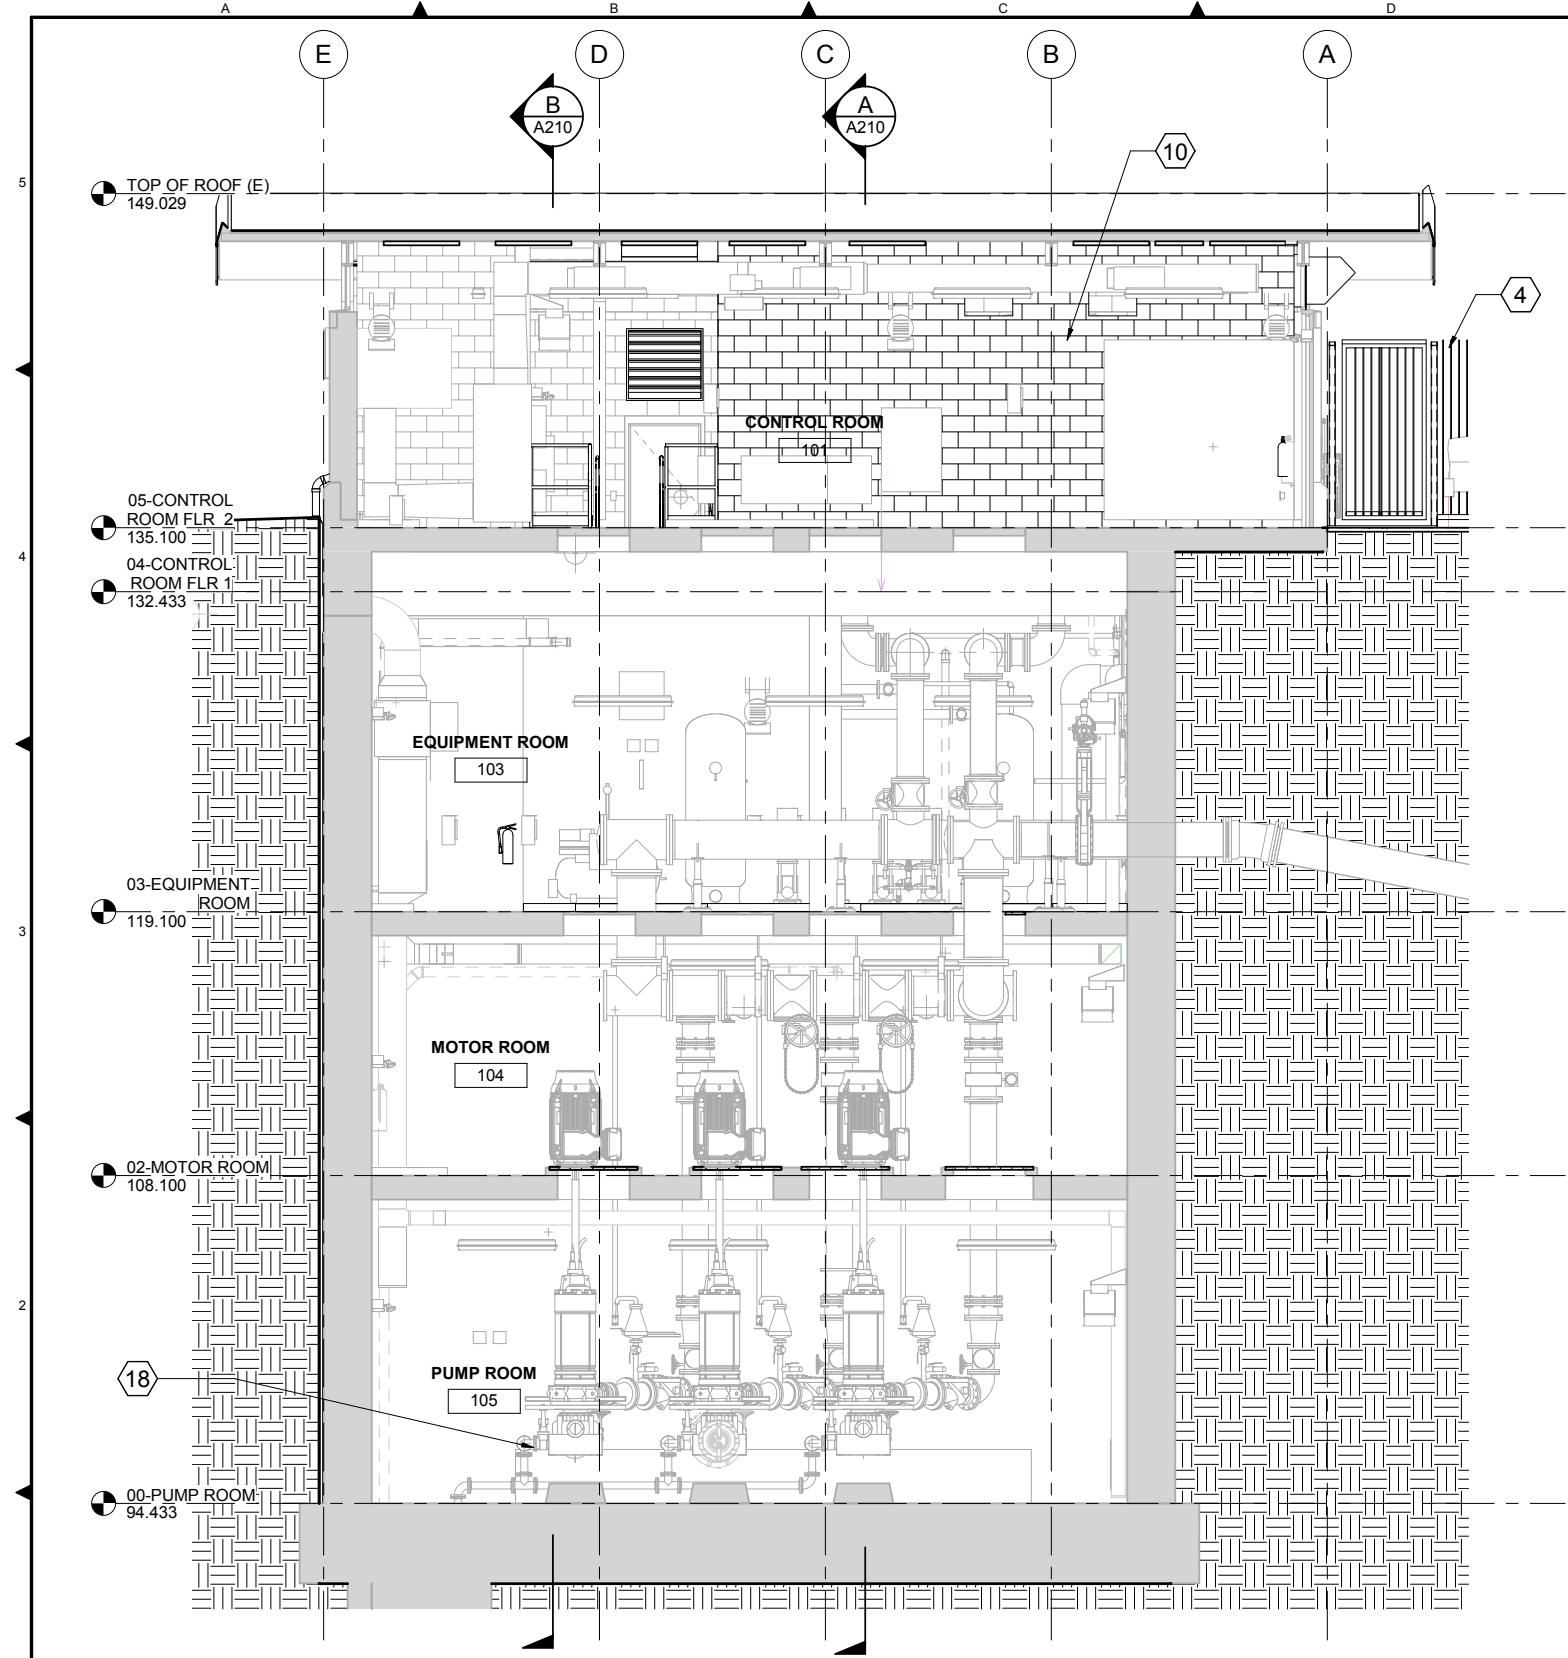 A
B
C
D
E
D
C
B
A
B
A210
A
A210
10
4
5
TOP OF ROOF (E)
149.029
CONTROL ROOM
101
05-CONTROL
ROOM FLR 2
135.100
4
04-CONTROL
ROOM FLR 1
132.433
EQUIPMENT ROOM
103
03-EQUIPMENT
ROOM
119.100
3
MOTOR ROOM
104
02-MOTOR ROOM
108.100
2
PUMP ROOM
105
18
00-PUMP ROOM
94.433